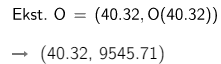 Ekst. O = (40.32, O(40.32))
→ (40.32, 9545.71)